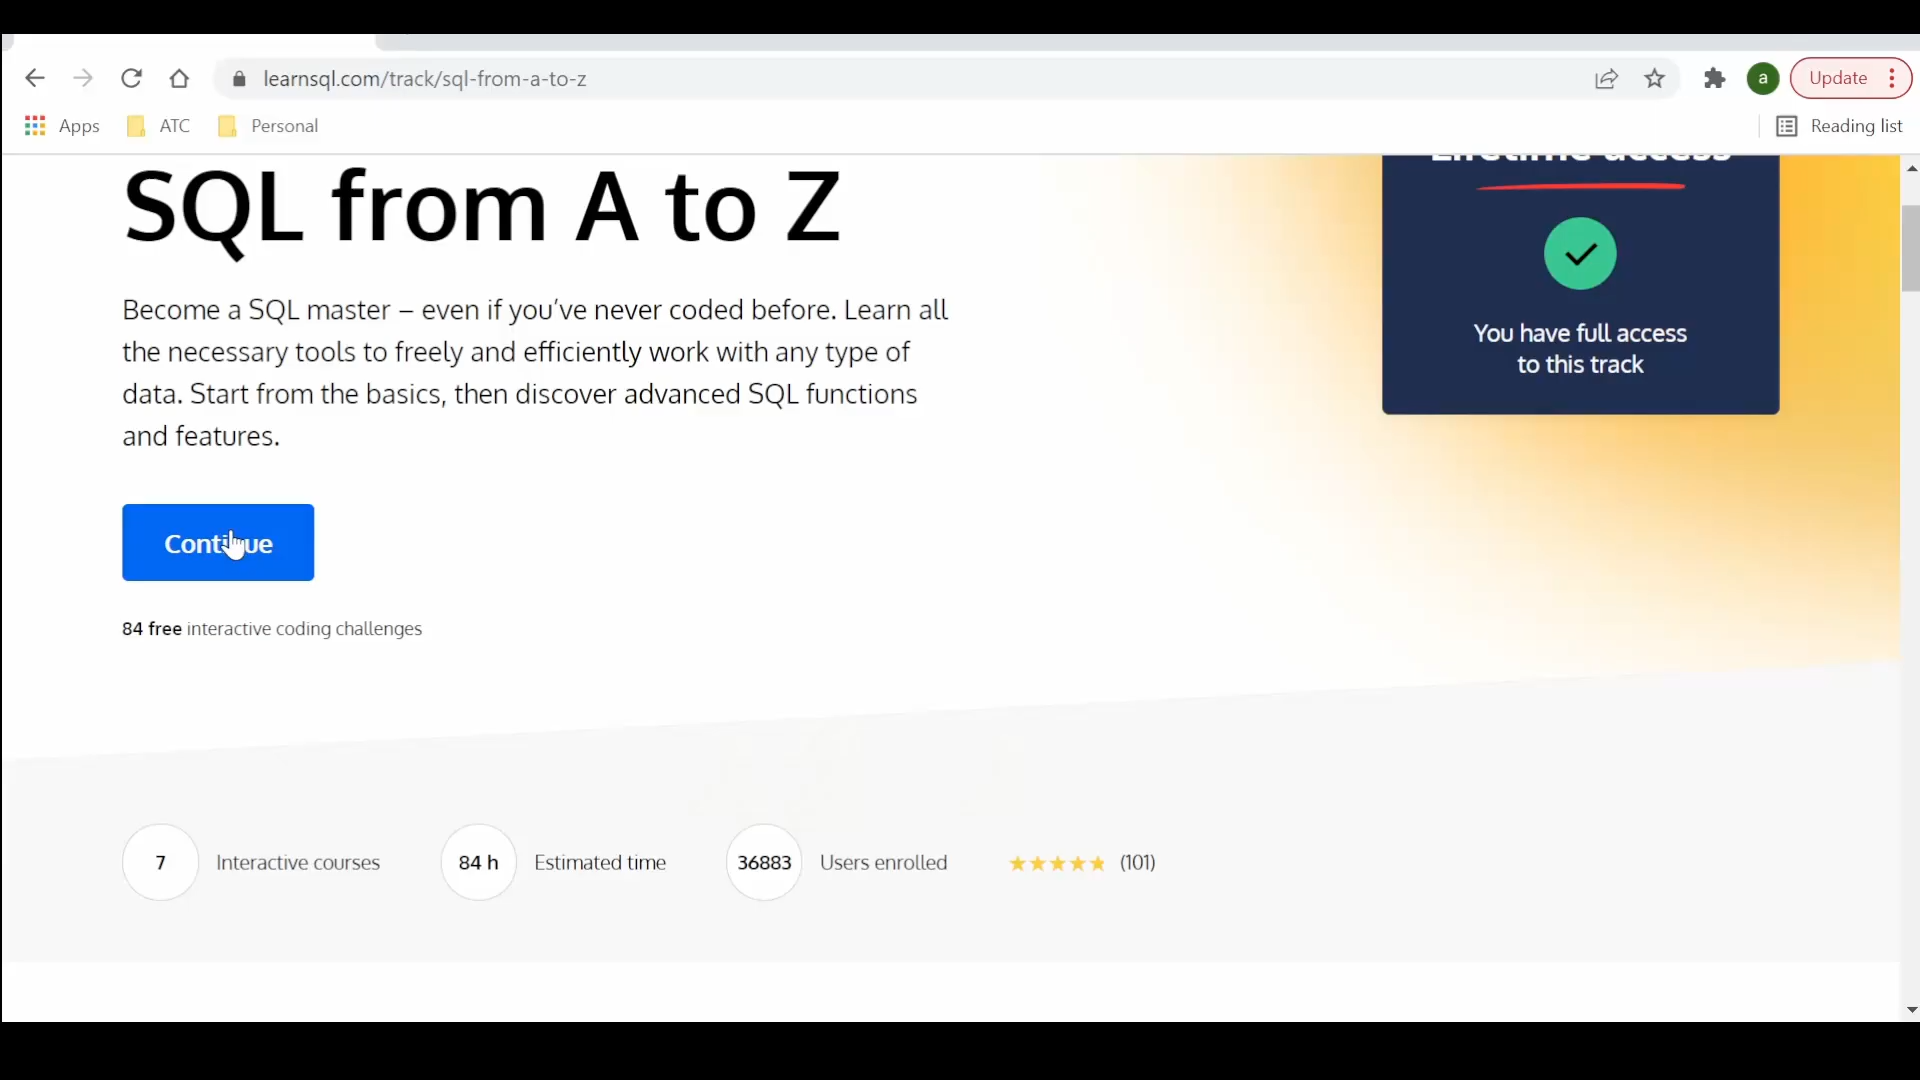 learnsql.com/track/sql-from-a-to-z
a
Update
Apps
ATC
Personal
Reading list
Lifetime access
SQL from A to Z
You have full access
to this track
Become a SQL master – even if you've never coded before. Learn all
the necessary tools to freely and efficiently work with any type of
data. Start from the basics, then discover advanced SQL functions
and features.
Continue
84 free interactive coding challenges
7 Interactive courses
84 h Estimated time
36883 Users enrolled
(101)